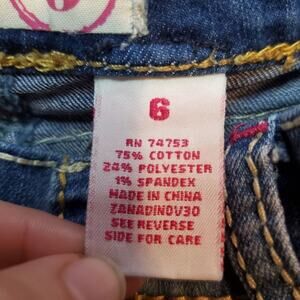 6
RN 74753
75% COTTON
24% POLYESTER
1% SPANDEX
MADE IN CHINA
ZANADINOV30
SEE REVERSE
SIDE FOR CARE